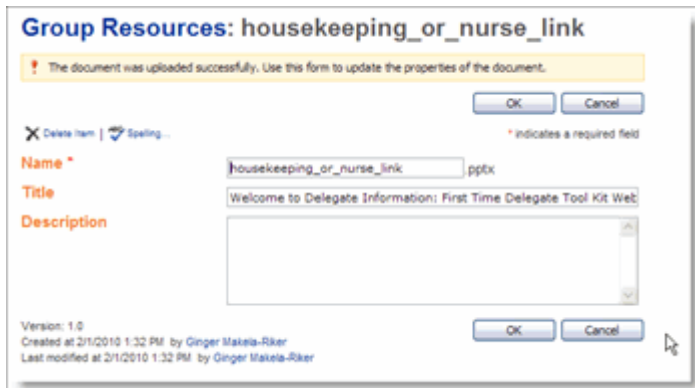 Group Resources: housekeeping_or_nurse_link
! The document was uploaded successfully. Use this form to update the properties of the document.
OK Cancel
Delete Item | Spelling... * indicates a required field
Name * housekeeping_or_nurse_link .pptx
Title Welcome to Delegate Information: First Time Delegate Tool Kit Web
Description
Version: 1.0 OK Cancel
Created at 2/1/2010 1:32 PM by Ginger Makela-Riker
Last modified at 2/1/2010 1:32 PM by Ginger Makela-Riker